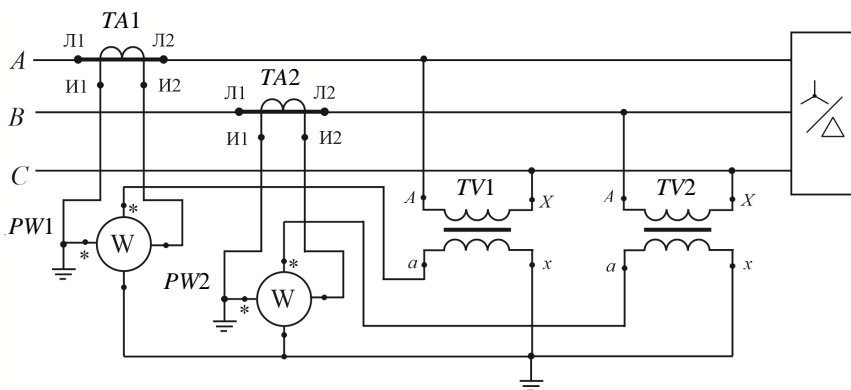 TA1
Л1 Л2
A
И1 И2
TA2
Л1 Л2
B
И1 И2
C
A TV1 X
A TV2 X
PW1
*
* W
a x
a x
PW2
*
* W